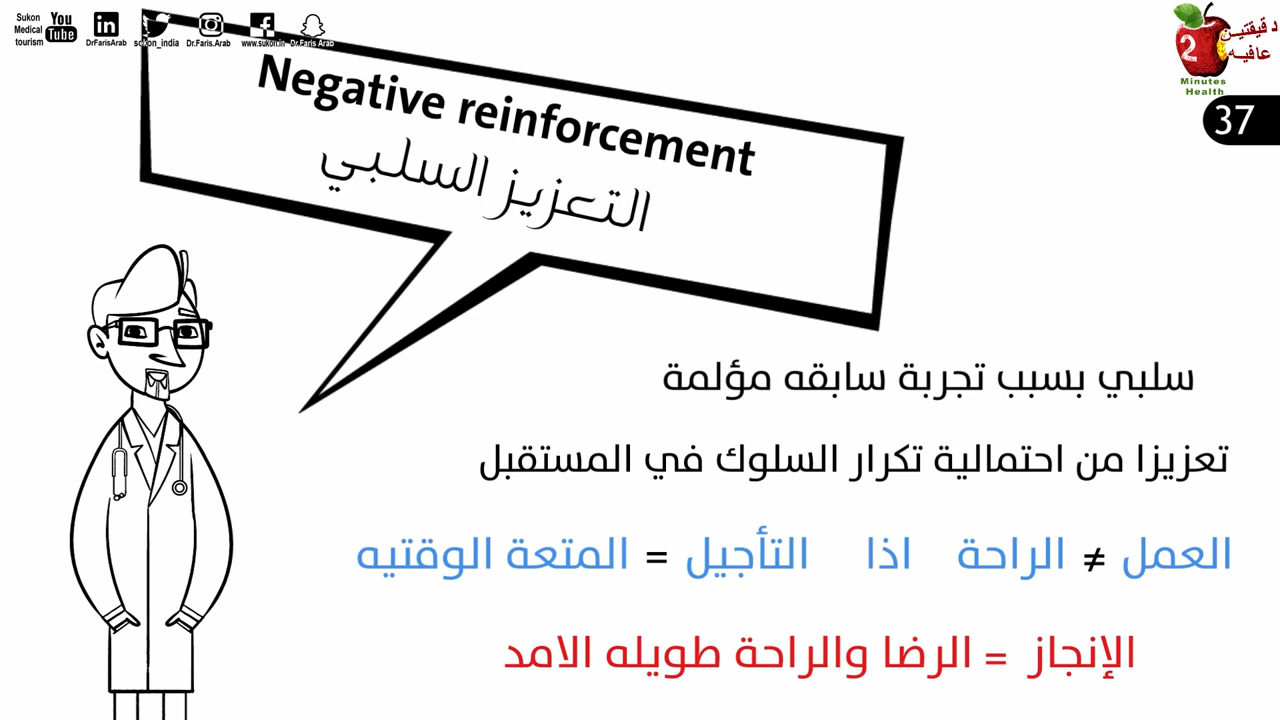 Sukon
Medical
tourism
You
Tube
in
DrFarisArab
sokon_india
Dr.Faris.Arab
www.sukon.in
Dr.Faris Arab
2
دقيقتين
عافيه
Minutes
Health
37
Negative reinforcement
التعزيز السلبي
سلبي بسبب تجربة سابقه مؤلمة
تعزيزا من احتمالية تكرار السلوك في المستقبل
العمل ≠ الراحة اذا التأجيل = المتعة الوقتيه
الإنجاز = الرضا والراحة طويله الامد